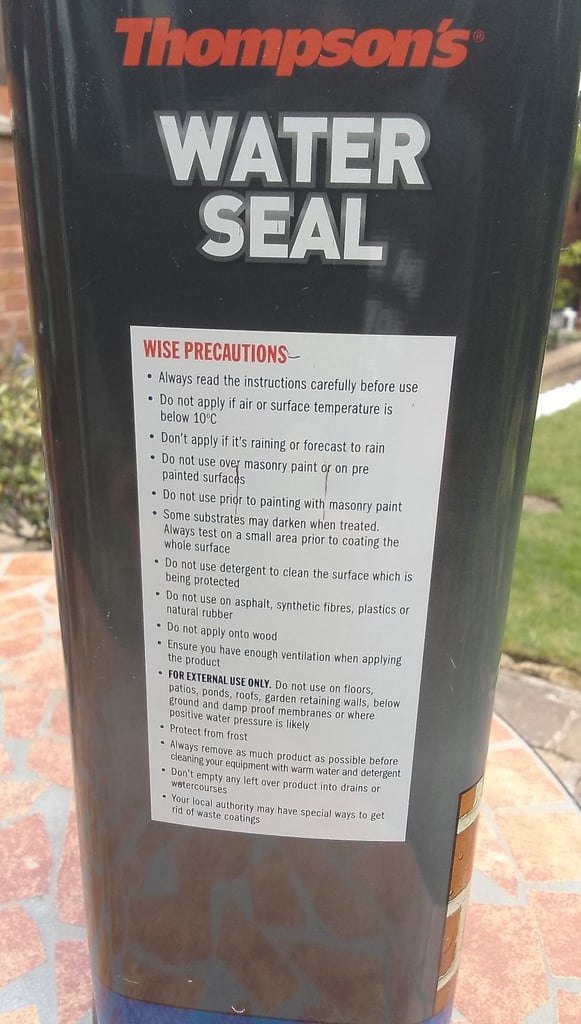 Thompson's®
WATER
SEAL
WISE PRECAUTIONS
• Always read the instructions carefully before use
• Do not apply if air or surface temperature is
below 10°C
• Don't apply if it's raining or forecast to rain
• Do not use over masonry paint or on pre
painted surfaces
• Do not use prior to painting with masonry paint
• Some substrates may darken when treated.
Always test on a small area prior to coating the
whole surface
• Do not use detergent to clean the surface which is
being protected
• Do not use on asphalt, synthetic fibres, plastics or
natural rubber
• Do not apply onto wood
• Ensure you have enough ventilation when applying
the product
• FOR EXTERNAL USE ONLY. Do not use on floors,
patios, ponds, roofs, garden retaining walls, below
ground and damp proof membranes or where
positive water pressure is likely
• Protect from frost
• Always remove as much product as possible before
cleaning your equipment with warm water and detergent
• Don't empty any left over product into drains or
watercourses
• Your local authority may have special ways to get
rid of waste coatings